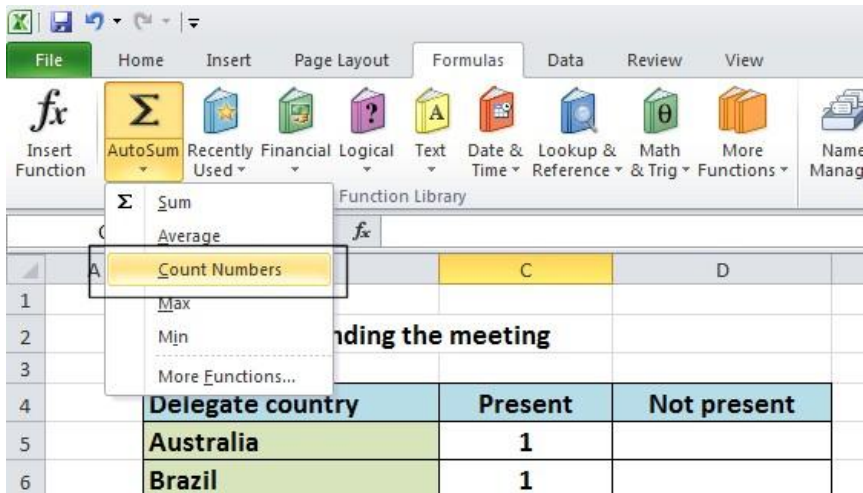 File Home Insert Page Layout Formulas Data Review View
fx Σ ? A θ
Insert Function AutoSum Recently Used Financial Logical Text Date & Time Lookup & Reference Math & Trig More Functions Name
Function Library
Σ Sum
Average fx
Count Numbers
Max
Min
More Functions...
A C D
1
2 nding the meeting
3
4 Delegate country Present Not present
5 Australia 1
6 Brazil 1